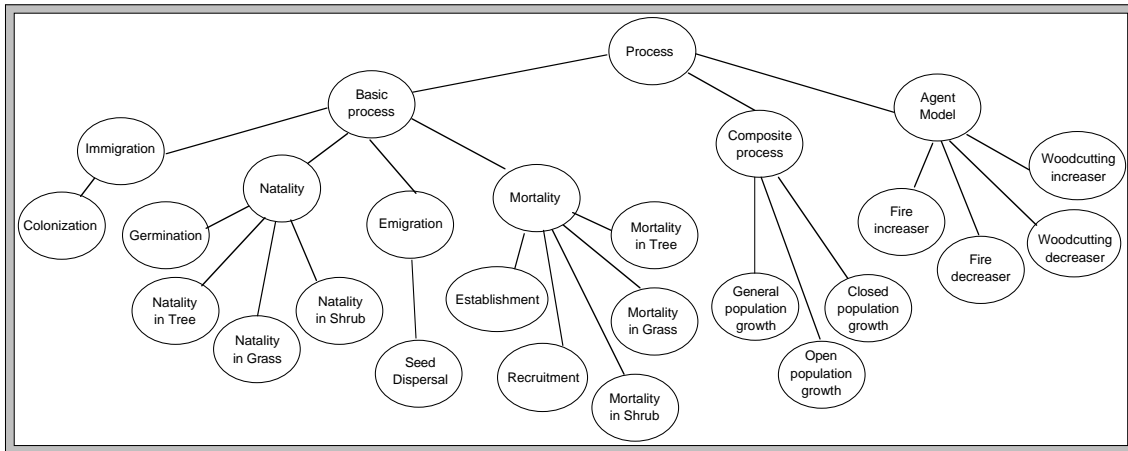 Process
Basic
process
Agent
Model
Composite
process
Immigration
Woodcutting
increaser
Natality
Mortality
Colonization
Germination
Emigration
Mortality
in Tree
Fire
increaser
Woodcutting
decreaser
Fire
decreaser
Natality
in Tree
Natality
in Shrub
Establishment
Mortality
in Grass
General
population
growth
Closed
population
growth
Natality
in Grass
Seed
Dispersal
Recruitment
Open
population
growth
Mortality
in Shrub